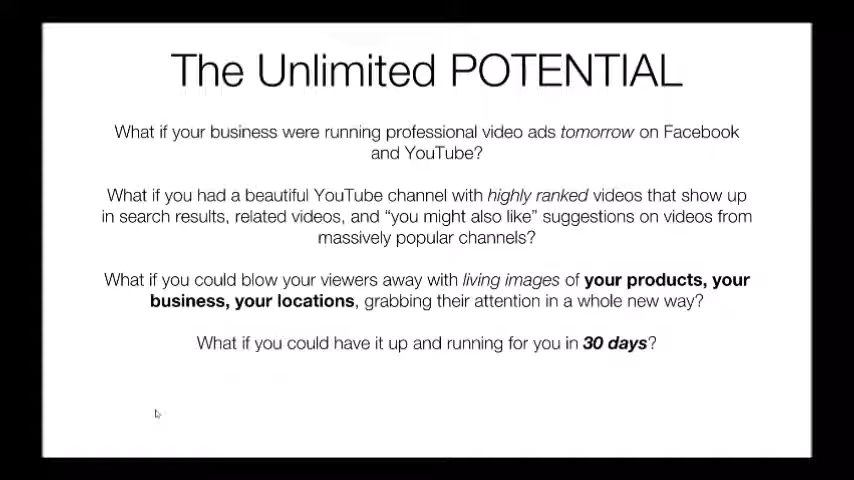 The Unlimited POTENTIAL
What if your business were running professional video ads tomorrow on Facebook
and YouTube?
What if you had a beautiful YouTube channel with highly ranked videos that show up
in search results, related videos, and “you might also like” suggestions on videos from
massively popular channels?
What if you could blow your viewers away with living images of your products, your
business, your locations, grabbing their attention in a whole new way?
What if you could have it up and running for you in 30 days?